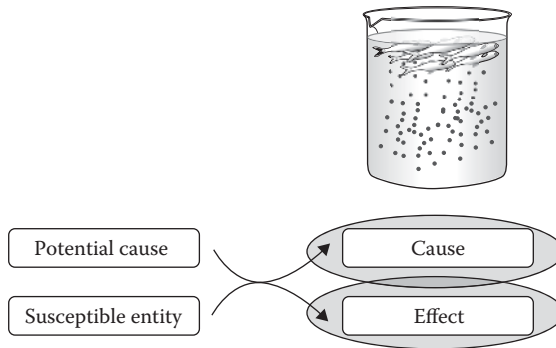 Potential cause
Cause
Susceptible entity
Effect